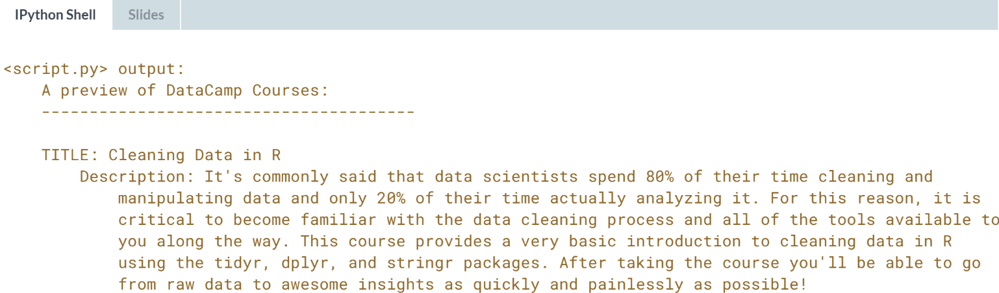 IPython Shell Slides
<script.py> output:
A preview of DataCamp Courses:
---------------------------------------
TITLE: Cleaning Data in R
Description: It's commonly said that data scientists spend 80% of their time cleaning and
manipulating data and only 20% of their time actually analyzing it. For this reason, it is
critical to become familiar with the data cleaning process and all of the tools available to
you along the way. This course provides a very basic introduction to cleaning data in R
using the tidyr, dplyr, and stringr packages. After taking the course you'll be able to go
from raw data to awesome insights as quickly and painlessly as possible!